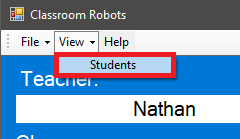 Classroom Robots
File View Help
Students
Teacher:
Nathan